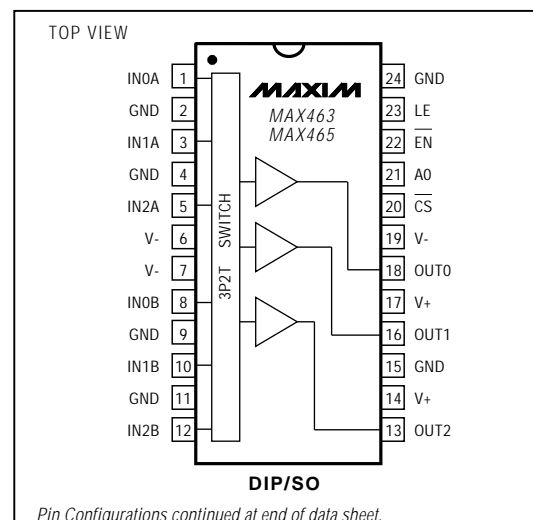 TOP VIEW
IN0A 1
GND 2
IN1A 3
GND 4
IN2A 5
V- 6
V- 7
IN0B 8
GND 9
IN1B 10
GND 11
IN2B 12
3P2T SWITCH
MAXIM
MAX463
MAX465
24 GND
23 LE
22 EN
21 A0
20 CS
19 V-
18 OUT0
17 V+
16 OUT1
15 GND
14 V+
13 OUT2
DIP/SO
Pin Configurations continued at end of data sheet.